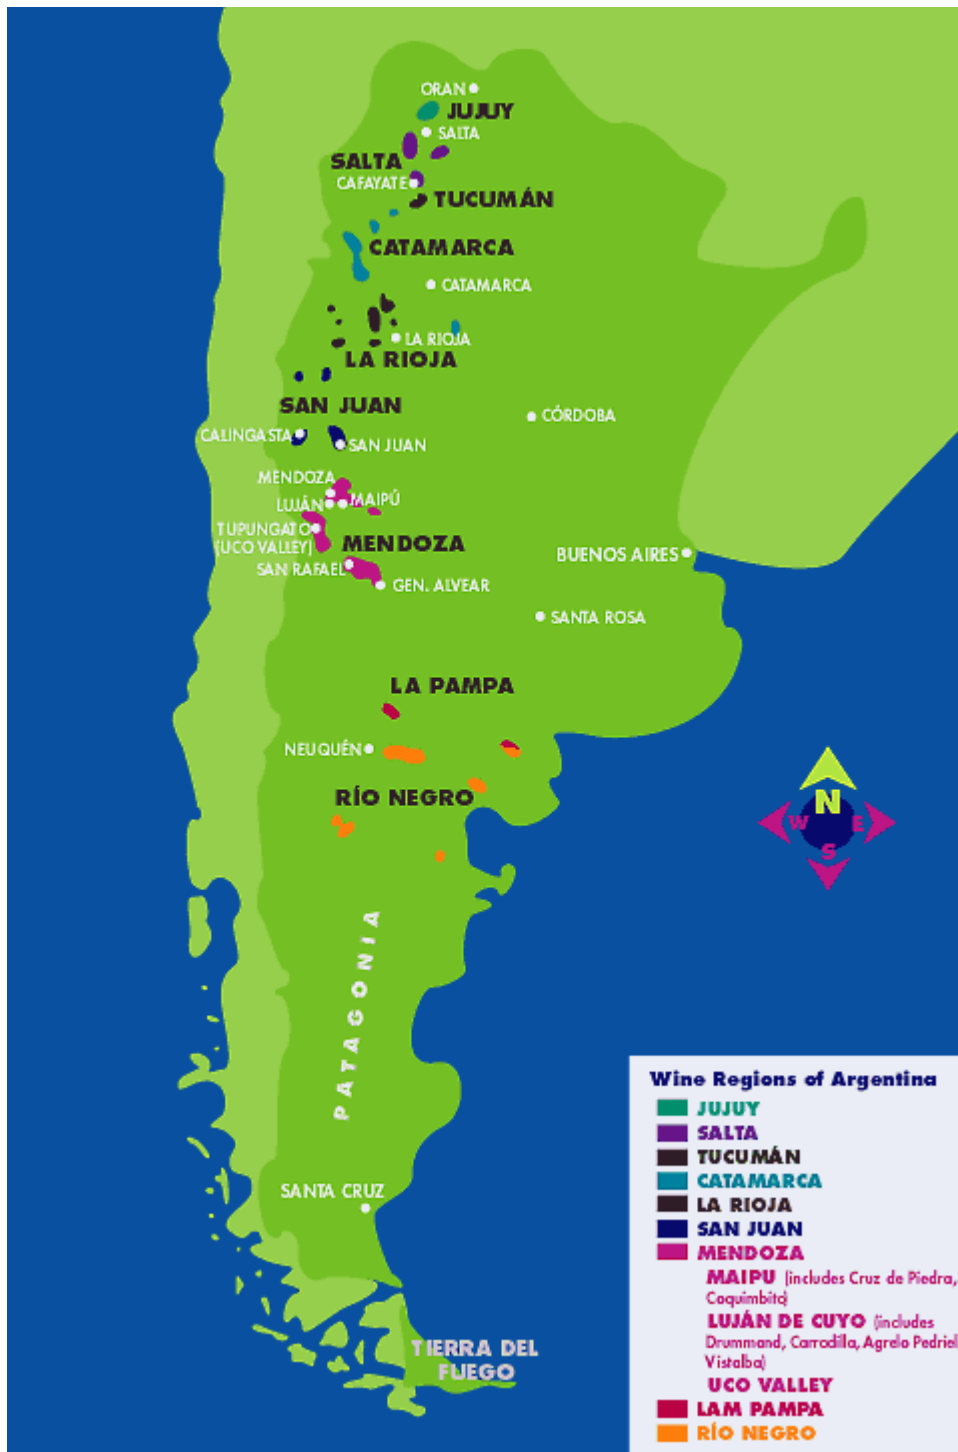 ORAN
JUJUY
SALTA
SALTA
CAFAYATE
TUCUMÁN
CATAMARCA
CATAMARCA
LA RIOJA
LA RIOJA
SAN JUAN
CÓRDOBA
CALINGASTA
SAN JUAN
MENDOZA
LUJÁN
MAIPÚ
TUPUNGATO
(UCO VALLEY)
MENDOZA
BUENOS AIRES
SAN RAFAEL
GEN. ALVEAR
SANTA ROSA
LA PAMPA
NEUQUÉN
RÍO NEGRO
N
W E
S
PATAGONIA
SANTA CRUZ
TIERRA DEL
FUEGO
Wine Regions of Argentina
JUJUY
SALTA
TUCUMÁN
CATAMARCA
LA RIOJA
SAN JUAN
MENDOZA
MAIPU (includes Cruz de Piedra,
Coquimbito)
LUJÁN DE CUYO (includes
Drummand, Carrodilla, Agrelo Pedriel
Vistalba)
UCO VALLEY
LAM PAMPA
RÍO NEGRO